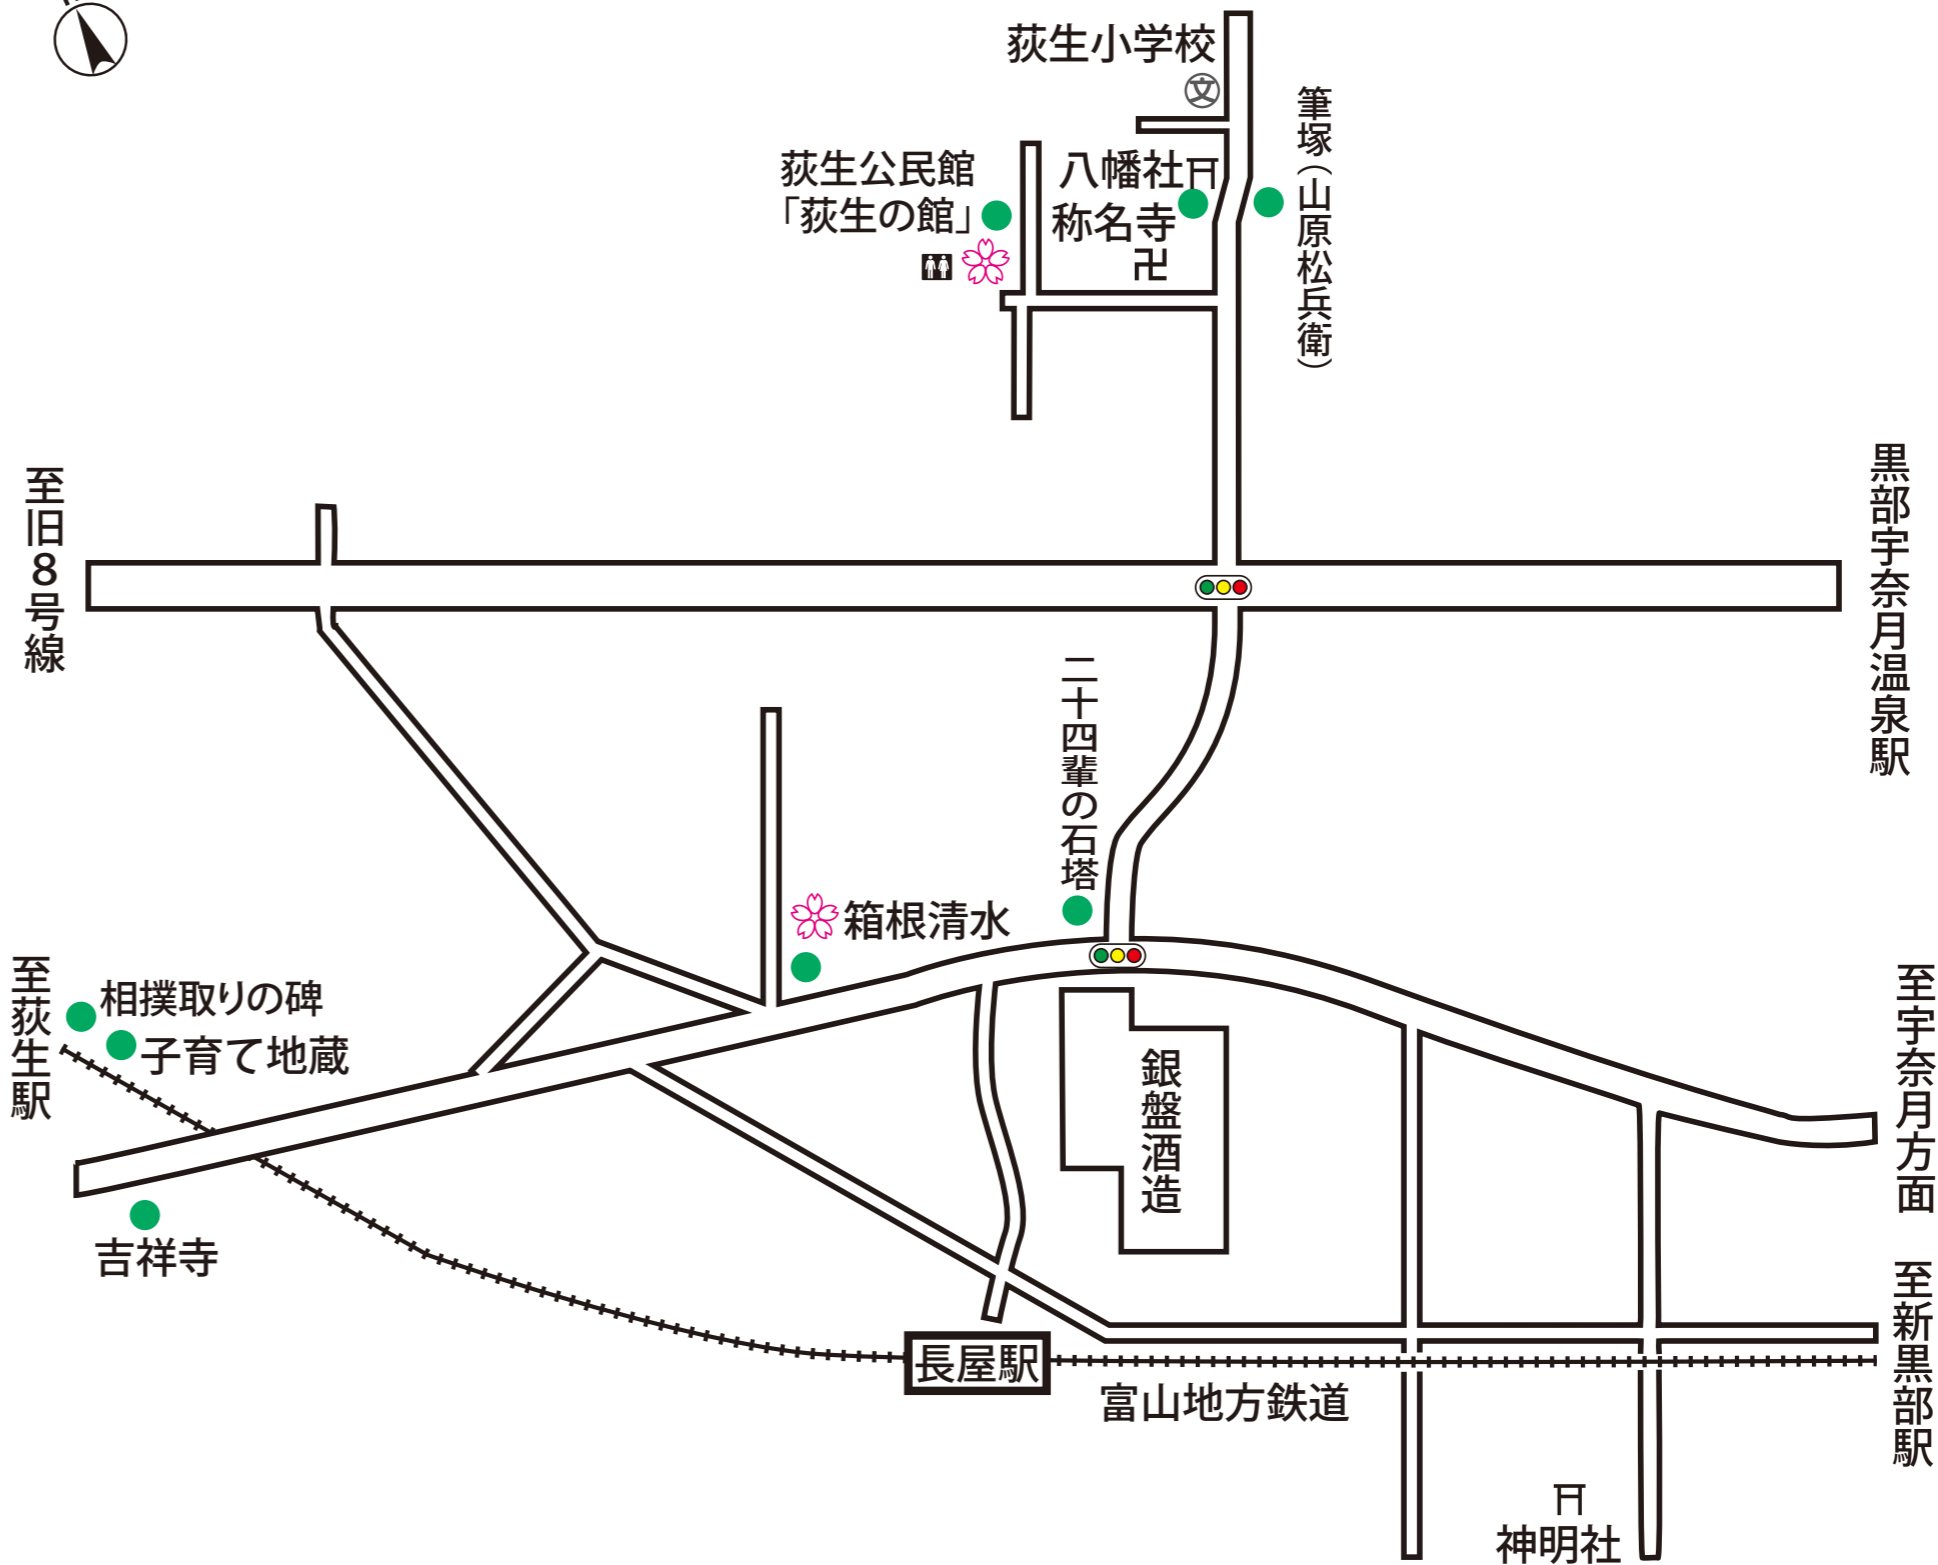 荻生小学校
文
筆塚(山原松兵衛)
荻生公民館
「荻生の館」
八幡社
称名寺
至旧8号線
黒部宇奈月温泉駅
二十四輩の石塔
箱根清水
至荻生駅
相撲取りの碑
子育て地蔵
至宇奈月方面
銀盤酒造
吉祥寺
至新黒部駅
長屋駅
富山地方鉄道
神明社